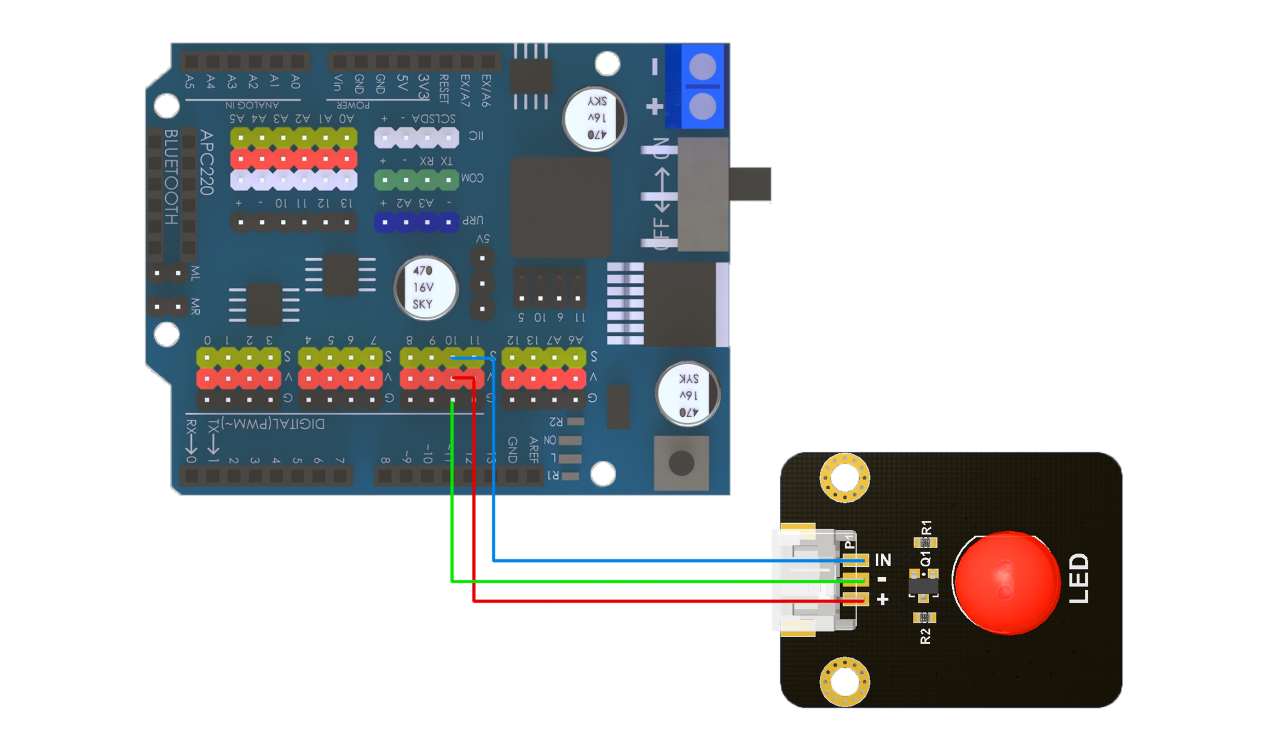 A5 A4 A3 A2 A1 A0
Vin GND GND 5V 3V3 RESET EX/A7 EX/A6
ANALOG IN
POWER
A5 A4 A3 A2 A1 A0
+ - SDA SCL
IIC
+ - RX TX
COM
+ - 10 11 12 13
+ A2 A3 -
URP
BLUETOOTH
APC220
5V
ML
MR
470
16V
SKY
SKY
16v
470
-
+
OFF ON
5 10 6 11
0 1 2 3
S
V
G
4 5 6 7
S
V
G
8 9 10 11
S
V
G
12 13 A7 A6
S
V
G
SYK
16v
470
DIGITAL(PWM~)
RX→0 TX→1 2 3 4 5 6 7
8 ~9 ~10 ~11 12 13 GND AREF
R2
ON
L
R1
P1
IN
-
+
R1
Q1
R2
LED